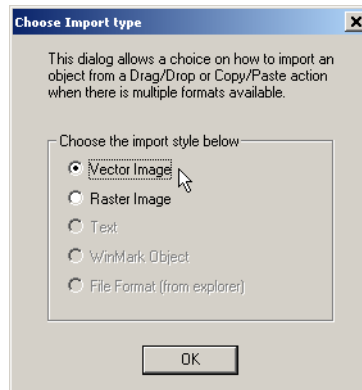 Choose Import type
This dialog allows a choice on how to import an
object from a Drag/Drop or Copy/Paste action
when there is multiple formats available.
Choose the import style below
Vector Image
Raster Image
Text
WinMark Object
File Format (from explorer)
OK